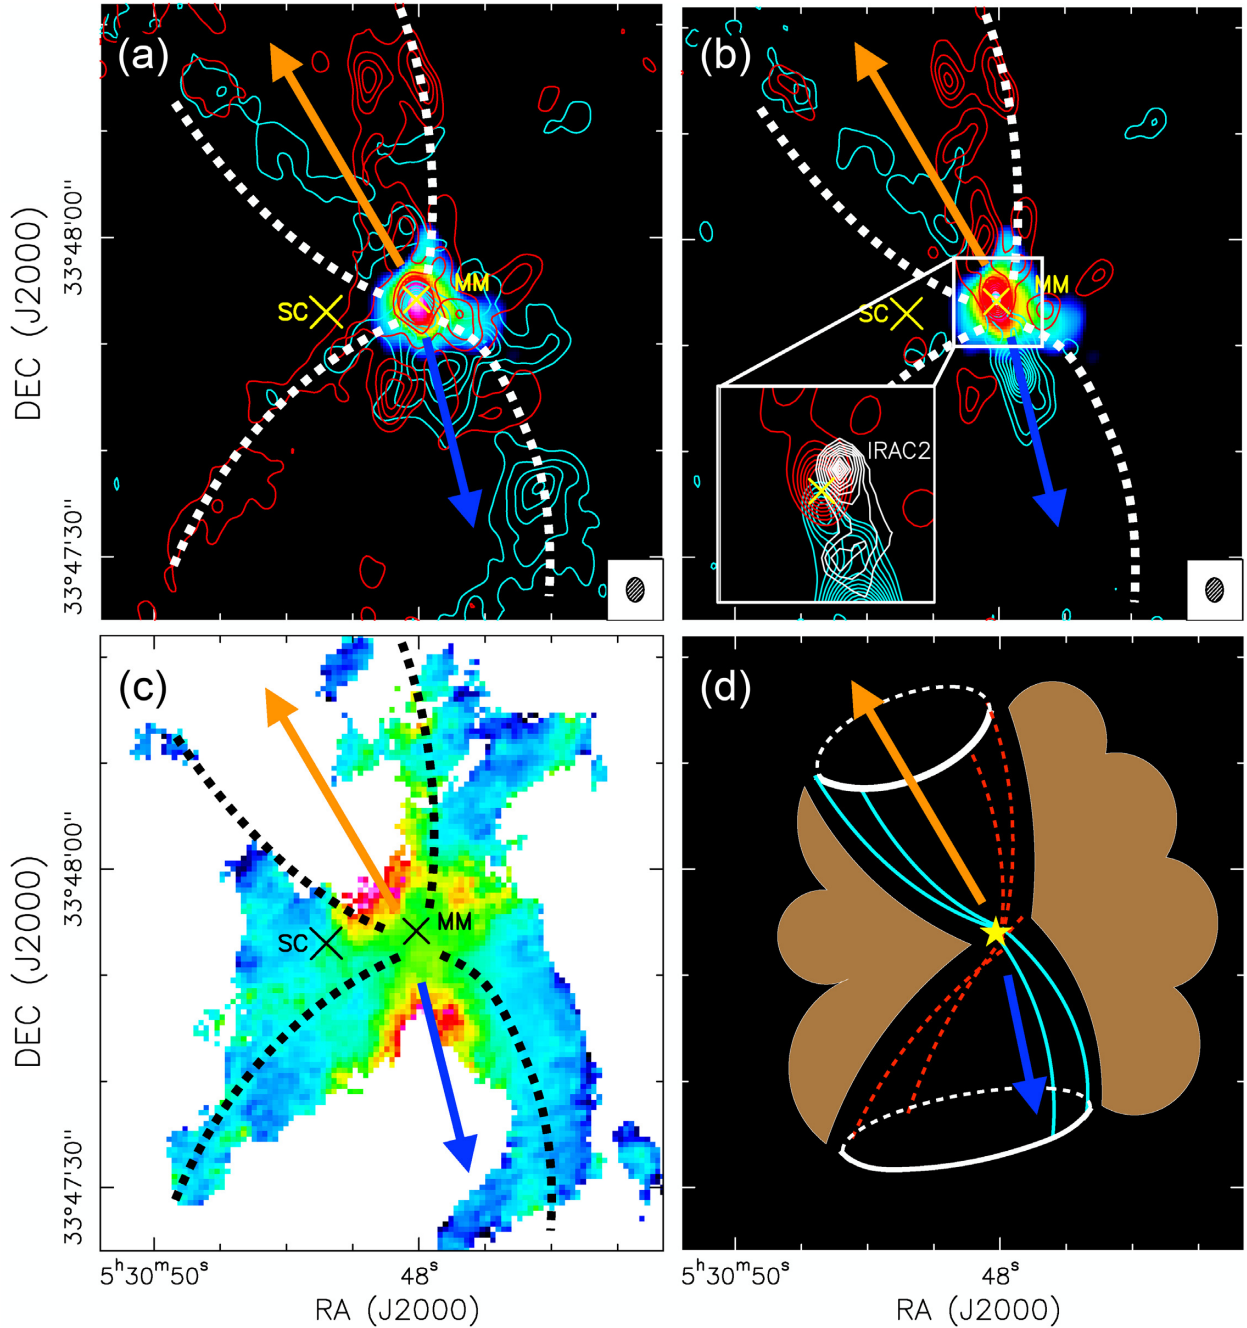 (a)
MM
SC
DEC (J2000)
33°48'00"
33°47'30"
(b)
MM
SC
IRAC2
(c)
MM
SC
DEC (J2000)
33°48'00"
33°47'30"
5ʰ30ᵐ50ˢ
48ˢ
RA (J2000)
(d)
48ˢ
RA (J2000)